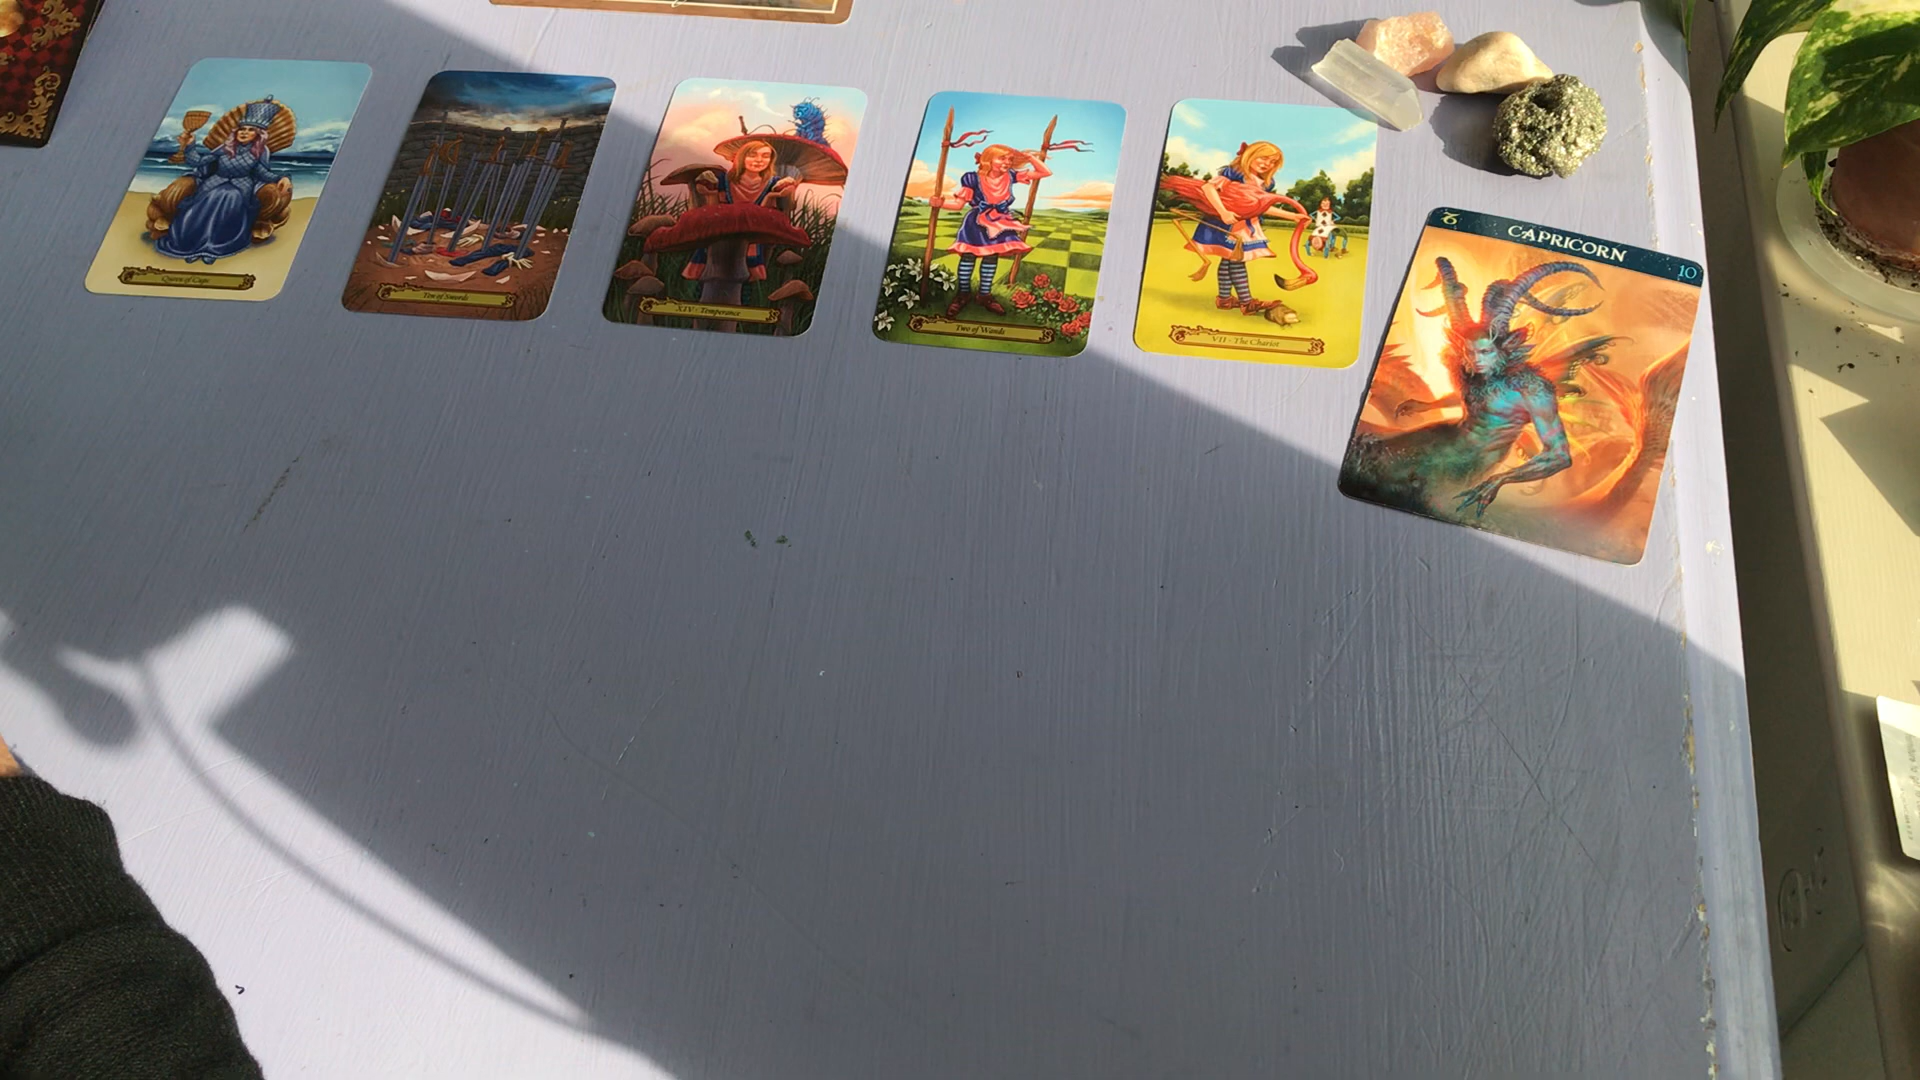 Queen of Cups
Ten of Swords
XIV - Temperance
Two of Wands
VII - The Chariot
CAPRICORN
10